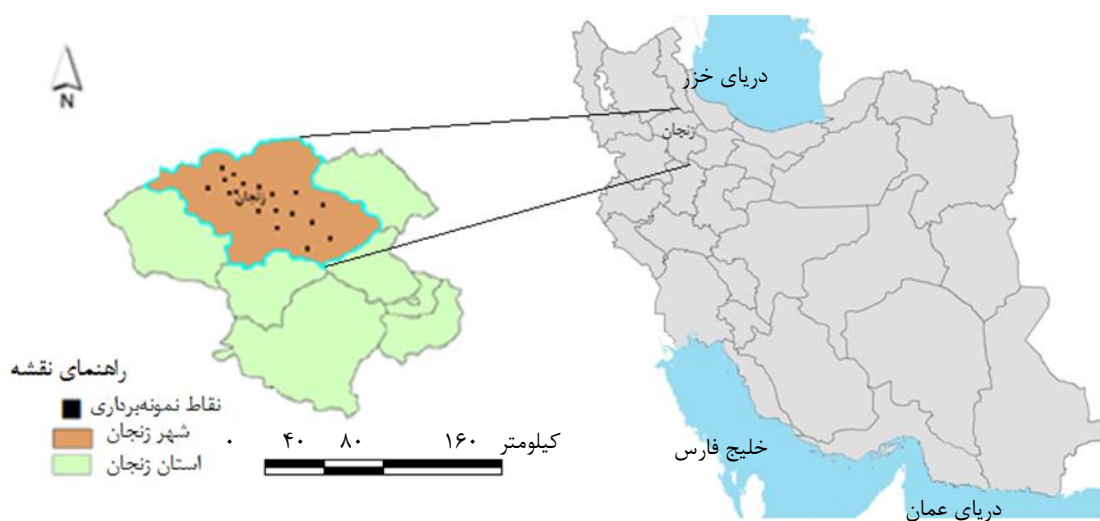 دریای خزر
N
زنجان
زنجان
راهنمای نقشه
نقاط نمونه‌برداری
شهر زنجان
استان زنجان
۰ ۴۰ ۸۰ ۱۶۰ کیلومتر
خلیج فارس
دریای عمان